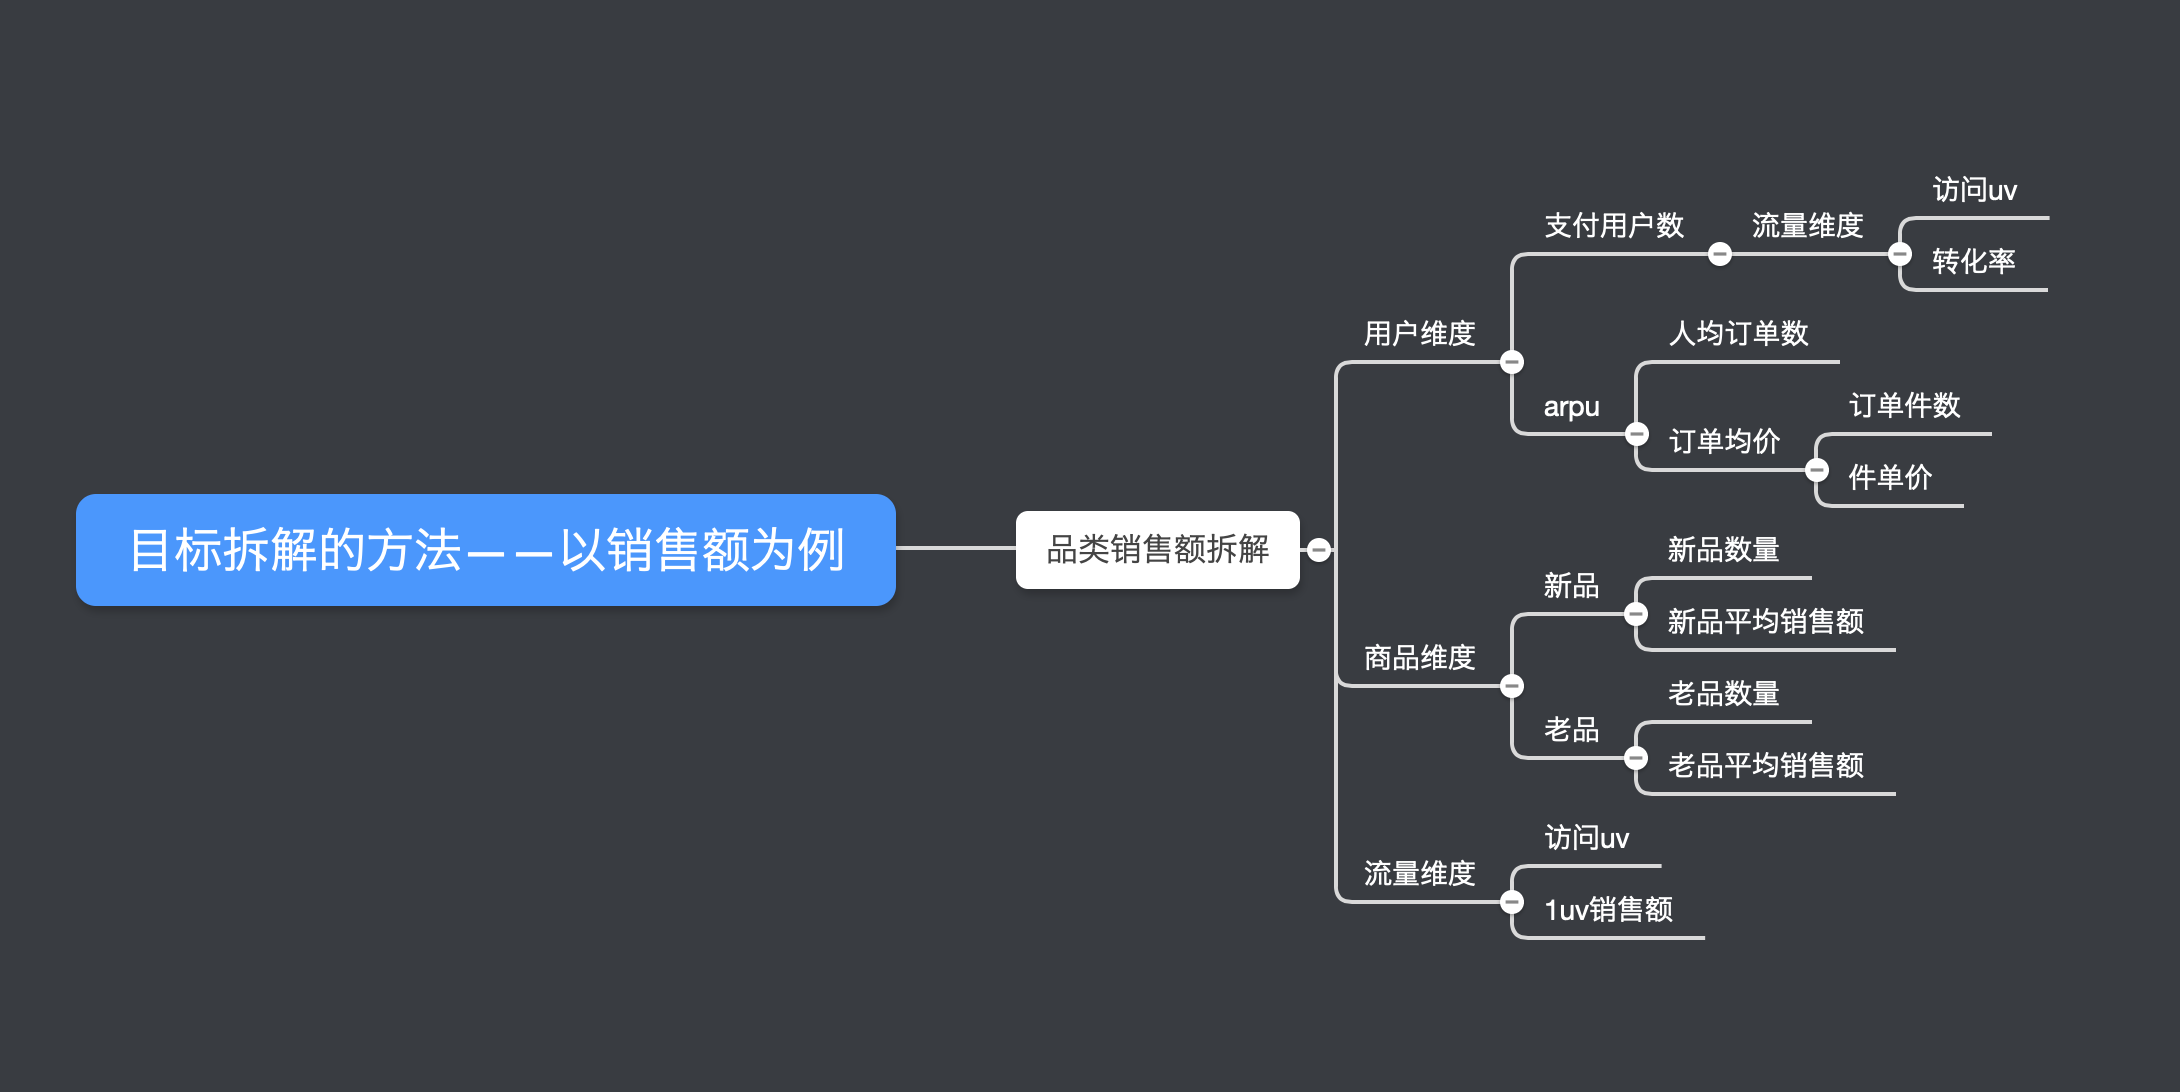 目标拆解的方法——以销售额为例
品类销售额拆解
用户维度
支付用户数
流量维度
访问uv
转化率
arpu
人均订单数
订单均价
订单件数
件单价
商品维度
新品
新品数量
新品平均销售额
老品
老品数量
老品平均销售额
流量维度
访问uv
1uv销售额